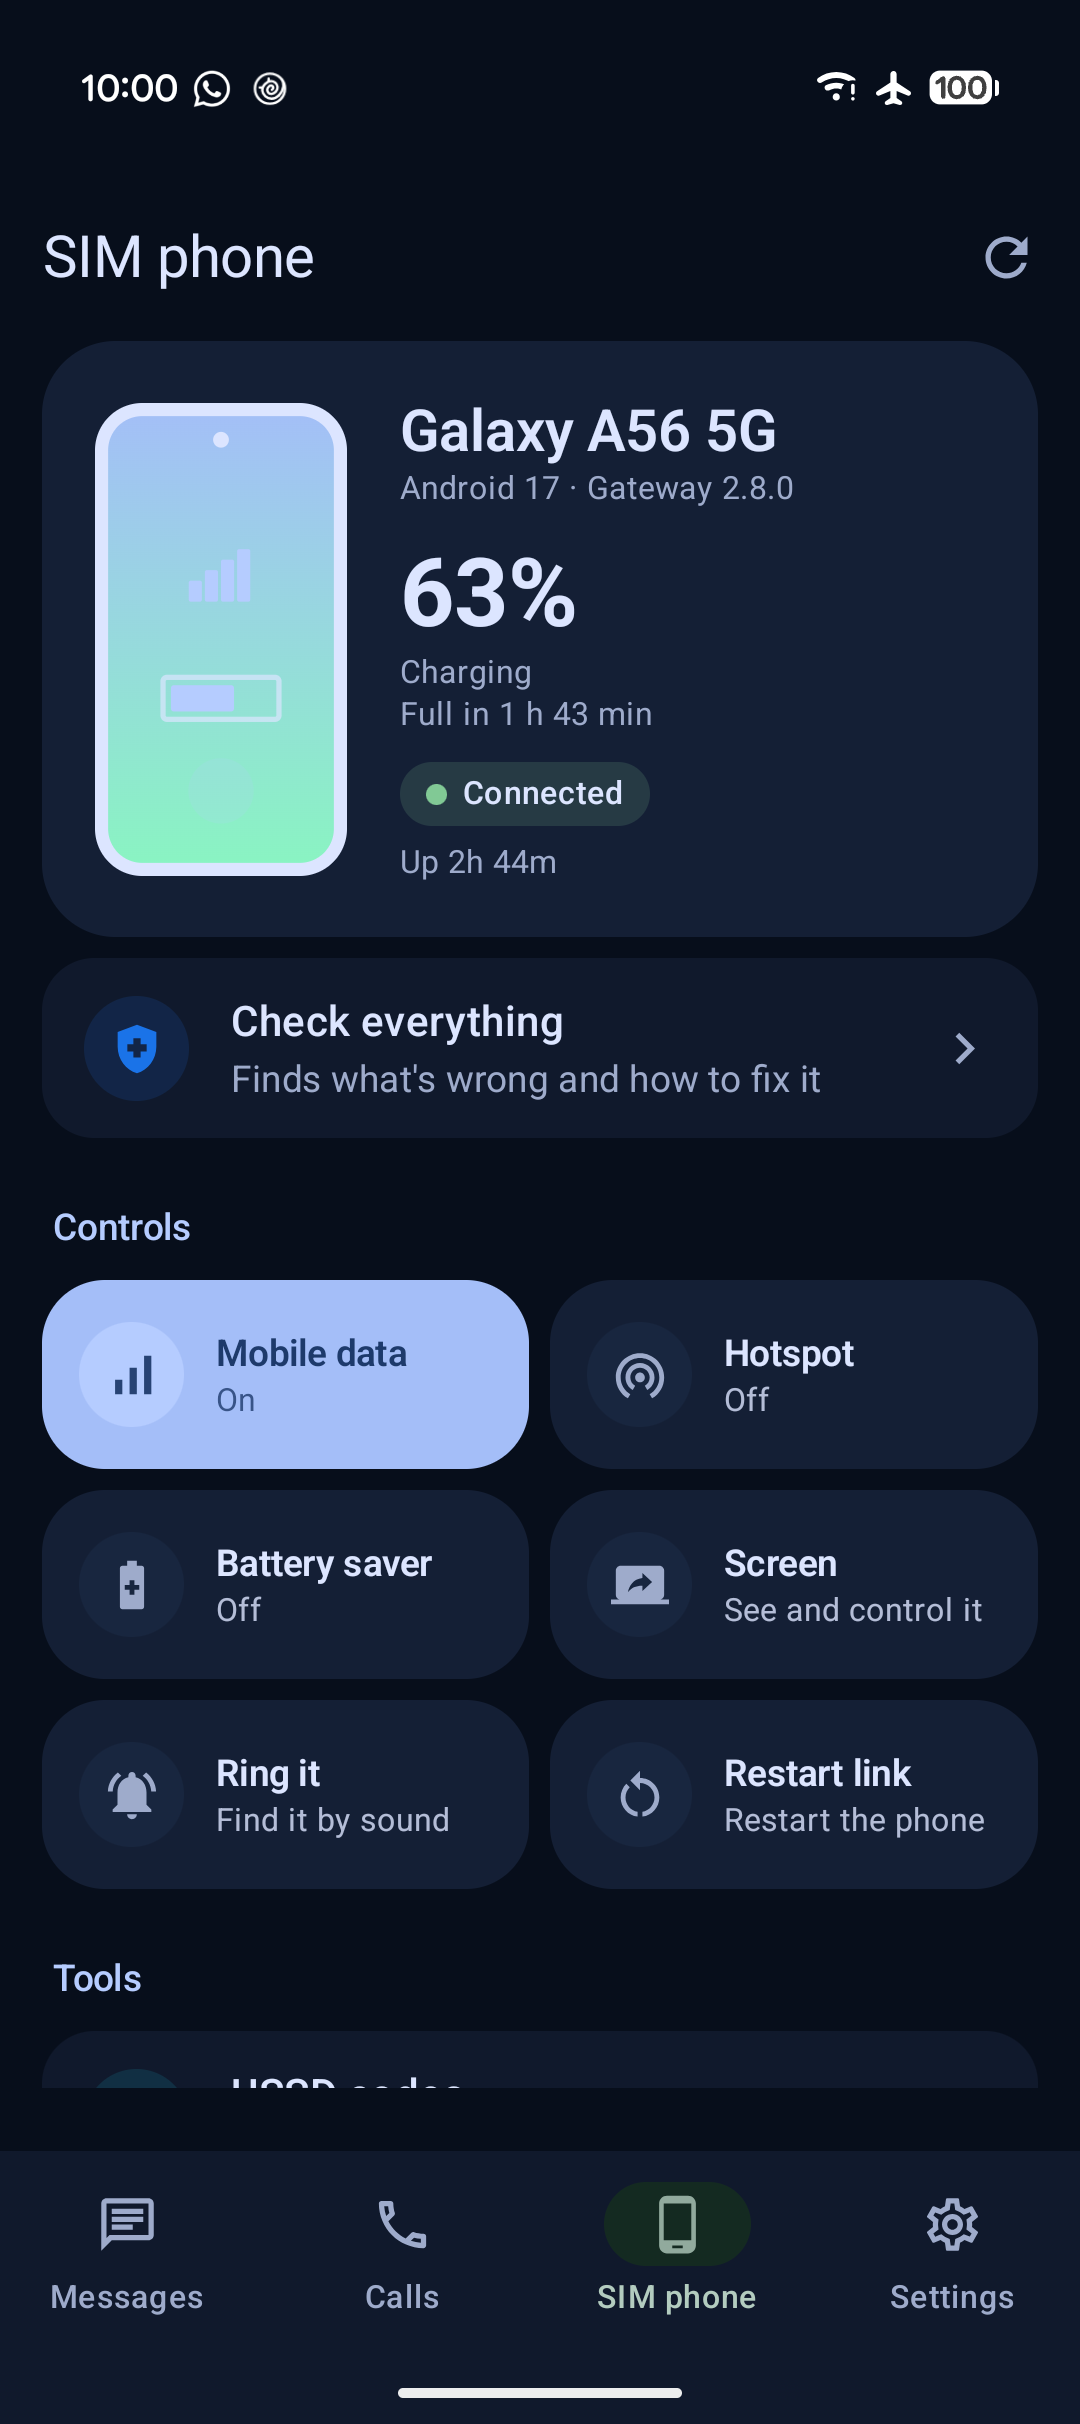 10:00
100
SIM phone
Galaxy A56 5G
Android 17 · Gateway 2.8.0
63%
Charging
Full in 1 h 43 min
Connected
Up 2h 44m
Check everything
Finds what's wrong and how to fix it
Controls
Mobile data
On
Hotspot
Off
Battery saver
Off
Screen
See and control it
Ring it
Find it by sound
Restart link
Restart the phone
Tools
Messages
Calls
SIM phone
Settings